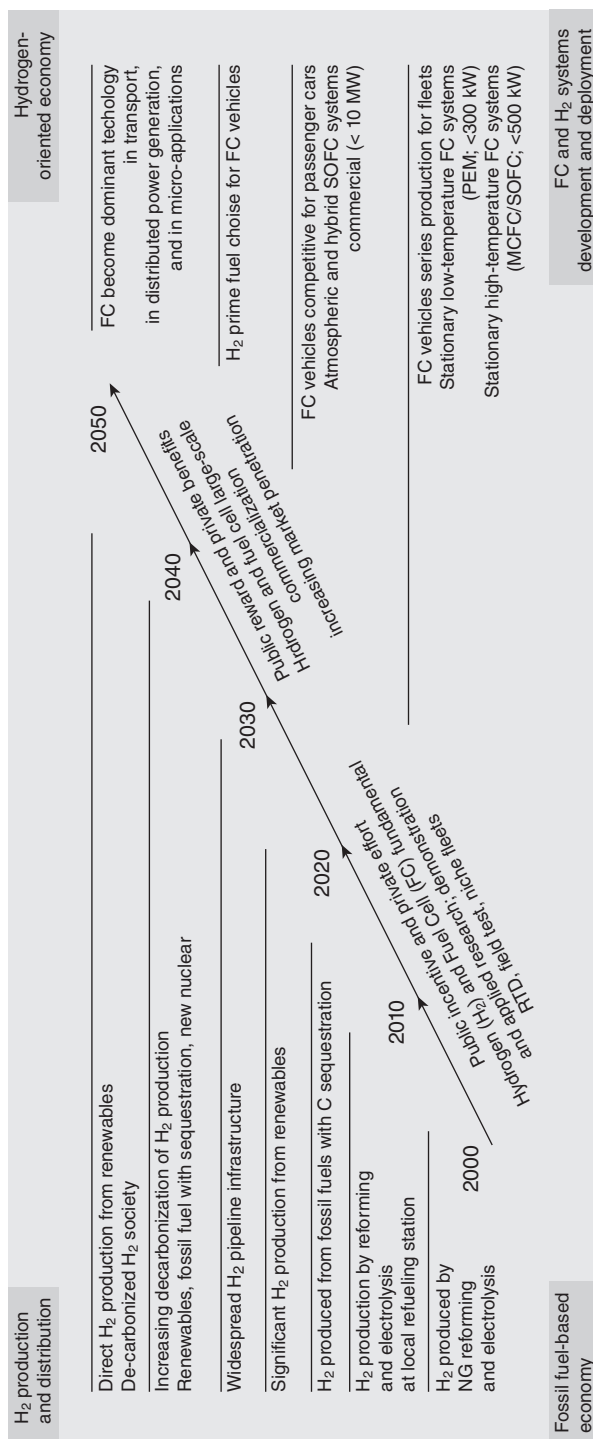 H₂ production
and distribution
Hydrogen-
oriented economy
Direct H₂ production from renewables
De-carbonized H₂ society
Increasing decarbonization of H₂ production
Renewables, fossil fuel with sequestration, new nuclear
Widespread H₂ pipeline infrastructure
Significant H₂ production from renewables
H₂ produced from fossil fuels with C sequestration
H₂ production by reforming
and electrolysis
at local refueling station
H₂ produced by
NG reforming
and electrolysis
2000
2010
2020
2030
2040
2050
Public incentive and private effort
Hydrogen (H₂) and Fuel Cell (FC) fundamental
and applied research; demonstration
RTD, field test, niche fleets
Public reward and private benefits
Hrdrogen and fuel cell large-scale
commercialization
increasing market penetration
FC become dominant technology
in transport,
in distributed power generation,
and in micro-applications
H₂ prime fuel choise for FC vehicles
FC vehicles competitive for passenger cars
Atmospheric and hybrid SOFC systems
commercial (< 10 MW)
FC vehicles series production for fleets
Stationary low-temperature FC systems
(PEM; <300 kW)
Stationary high-temperature FC systems
(MCFC/SOFC; <500 kW)
Fossil fuel-based
economy
FC and H₂ systems
development and deployment